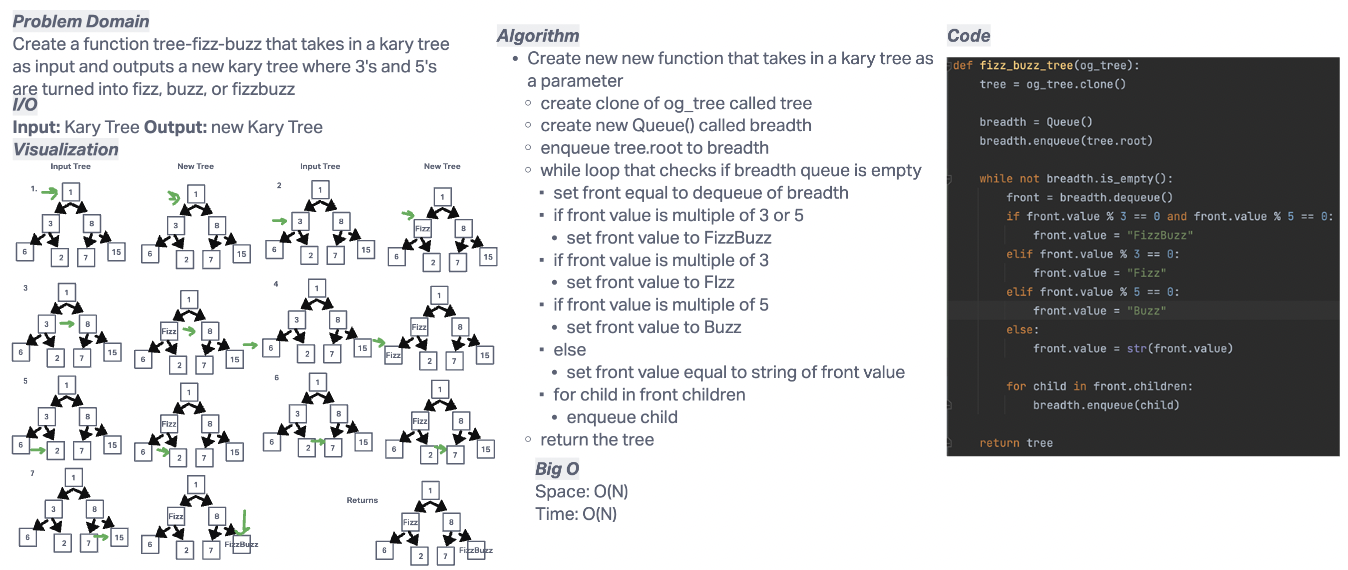 Problem Domain
Create a function tree-fizz-buzz that takes in a kary tree
as input and outputs a new kary tree where 3's and 5's
are turned into fizz, buzz, or fizzbuzz
I/O
Input: Kary Tree Output: new Kary Tree
Visualization
Input Tree
New Tree
Input Tree
New Tree
1.
1
3 8
6 2 7 15
1
3 8
6 2 7 15
2
1
3 8
6 2 7 15
1
Fizz 8
6 2 7 15
3
1
3 8
6 2 7 15
1
Fizz 8
6 2 7 15
4
1
3 8
6 2 7 15
1
Fizz 8
Fizz 2 7 15
5
1
3 8
6 2 7 15
1
Fizz 8
6 2 7 15
6
1
3 8
6 2 7 15
1
Fizz 8
6 2 7 15
7
1
3 8
6 2 7 15
1
Fizz 8
6 2 7 FizzBuzz
Returns
1
Fizz 8
6 2 7 FizzBuzz
Algorithm
• Create new new function that takes in a kary tree as
a parameter
◦ create clone of og_tree called tree
◦ create new Queue() called breadth
◦ enqueue tree.root to breadth
◦ while loop that checks if breadth queue is empty
▪ set front equal to dequeue of breadth
▪ if front value is multiple of 3 or 5
• set front value to FizzBuzz
▪ if front value is multiple of 3
• set front value to FIzz
▪ if front value is multiple of 5
• set front value to Buzz
▪ else
• set front value equal to string of front value
▪ for child in front children
• enqueue child
◦ return the tree
Big O
Space: O(N)
Time: O(N)
Code
def fizz_buzz_tree(og_tree):
tree = og_tree.clone()
breadth = Queue()
breadth.enqueue(tree.root)
while not breadth.is_empty():
front = breadth.dequeue()
if front.value % 3 == 0 and front.value % 5 == 0:
front.value = "FizzBuzz"
elif front.value % 3 == 0:
front.value = "Fizz"
elif front.value % 5 == 0:
front.value = "Buzz"
else:
front.value = str(front.value)
for child in front.children:
breadth.enqueue(child)
return tree